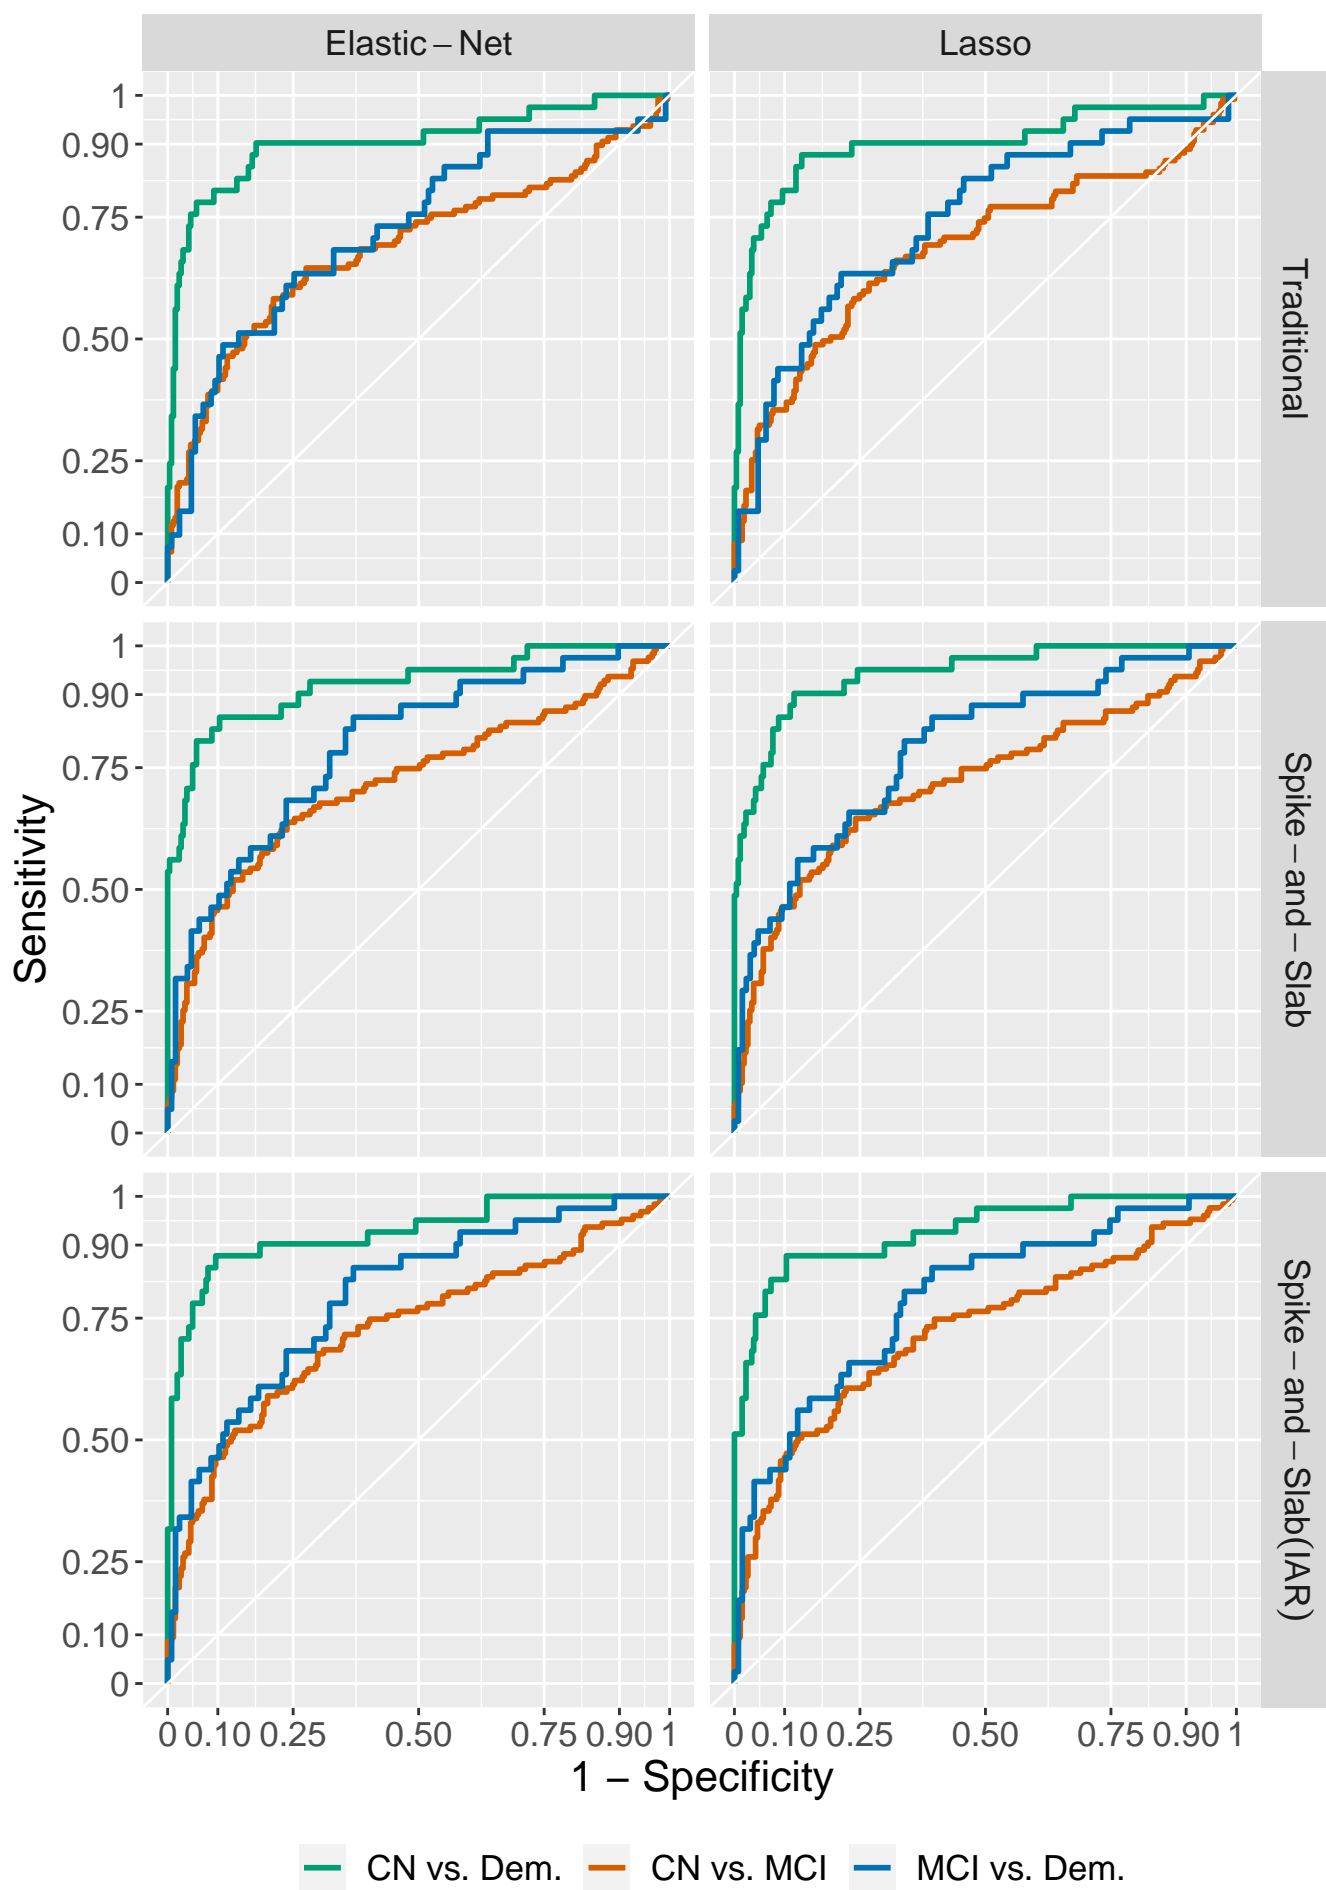 Elastic – Net
Lasso
Sensitivity
1
0.90
0.75
0.50
0.25
0.10
0
Traditional
1
0.90
0.75
0.50
0.25
0.10
0
Spike – and – Slab
1
0.90
0.75
0.50
0.25
0.10
0
Spike – and – Slab(IAR)
0 0.10 0.25 0.50 0.75 0.90 1
0 0.10 0.25 0.50 0.75 0.90 1
1 – Specificity
CN vs. Dem. CN vs. MCI MCI vs. Dem.